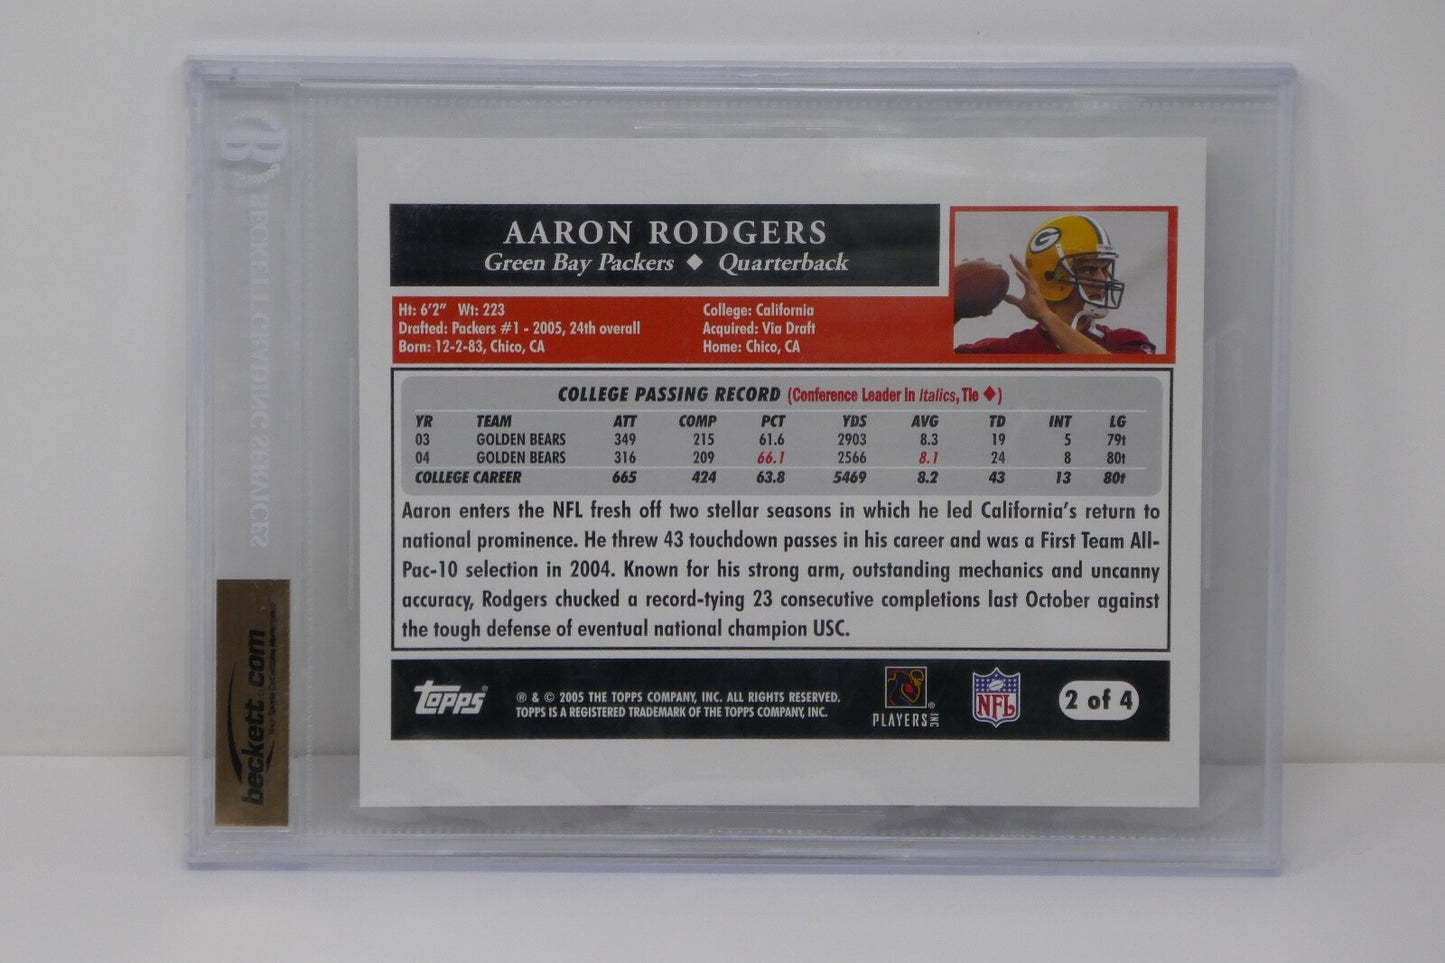 AARON RODGERS
Green Bay Packers ◆ Quarterback
Ht: 6'2" Wt: 223
Drafted: Packers #1 - 2005, 24th overall
Born: 12-2-83, Chico, CA
College: California
Acquired: Via Draft
Home: Chico, CA
COLLEGE PASSING RECORD (Conference Leader In Italics, Tie ◆)
YR TEAM ATT COMP PCT YDS AVG TD INT LG
03 GOLDEN BEARS 349 215 61.6 2903 8.3 19 5 79t
04 GOLDEN BEARS 316 209 66.1 2566 8.1 24 8 80t
COLLEGE CAREER 665 424 63.8 5469 8.2 43 13 80t
Aaron enters the NFL fresh off two stellar seasons in which he led California's return to
national prominence. He threw 43 touchdown passes in his career and was a First Team All-
Pac-10 selection in 2004. Known for his strong arm, outstanding mechanics and uncanny
accuracy, Rodgers chucked a record-tying 23 consecutive completions last October against
the tough defense of eventual national champion USC.
Topps®
® & © 2005 THE TOPPS COMPANY, INC. ALL RIGHTS RESERVED.
TOPPS IS A REGISTERED TRADEMARK OF THE TOPPS COMPANY, INC.
PLAYERS INC ®
NFL
2 of 4
B
BECKETT GRADING SERVICES
beckett.com
G